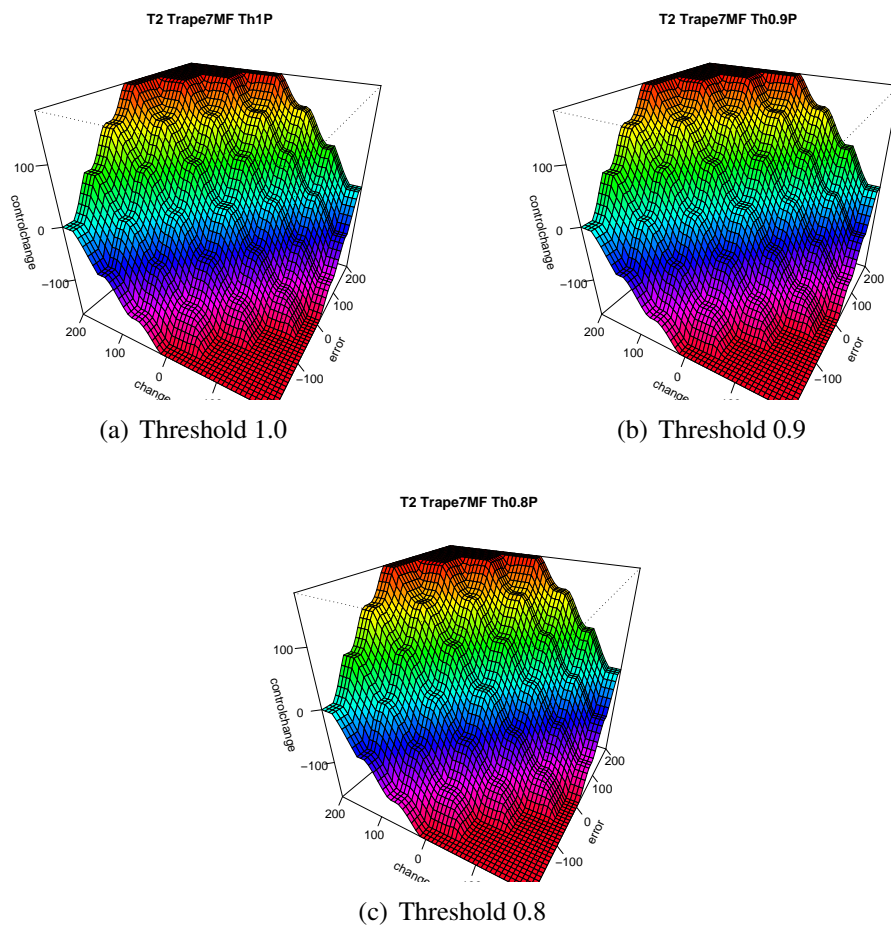 T2 Trape7MF Th1P
100
0
−100
controlchange
200
100
0
change
200
100
0
−100
error
(a) Threshold 1.0
T2 Trape7MF Th0.9P
100
0
−100
controlchange
200
100
0
change
200
100
0
−100
error
(b) Threshold 0.9
T2 Trape7MF Th0.8P
100
0
−100
controlchange
200
100
0
change
200
100
0
−100
error
(c) Threshold 0.8